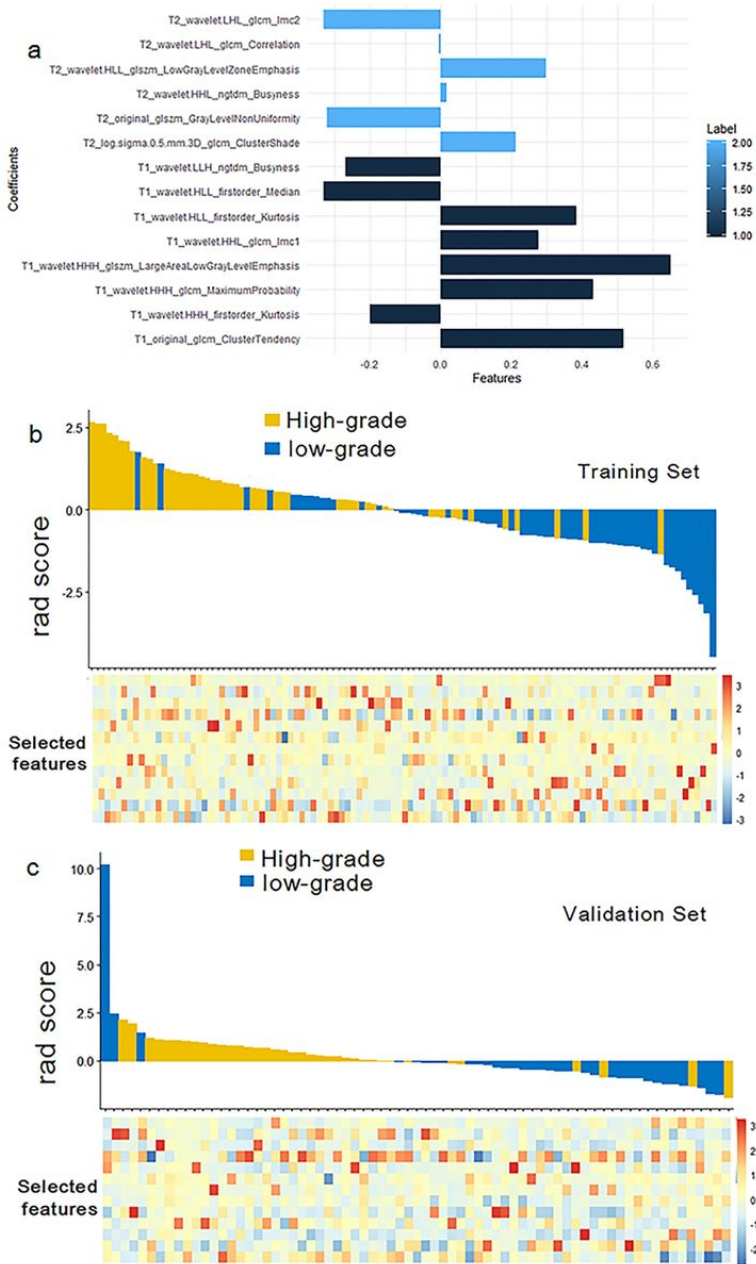 a
Coefficients
T2_wavelet.LHL_glcm_Imc2
T2_wavelet.LHL_glcm_Correlation
T2_wavelet.HLL_glszm_LowGrayLevelZoneEmphasis
T2_wavelet.HHL_ngtdm_Busyness
T2_original_glszm_GrayLevelNonUniformity
T2_log.sigma.0.5.mm.3D_glcm_ClusterShade
T1_wavelet.LLH_ngtdm_Busyness
T1_wavelet.HLL_firstorder_Median
T1_wavelet.HLL_firstorder_Kurtosis
T1_wavelet.HHL_glcm_Imc1
T1_wavelet.HHH_glszm_LargeAreaLowGrayLevelEmphasis
T1_wavelet.HHH_glcm_MaximumProbability
T1_wavelet.HHH_firstorder_Kurtosis
T1_original_glcm_ClusterTendency
-0.2 0.0 0.2 0.4 0.6
Features
Label
2.00
1.75
1.50
1.25
1.00
b
High-grade
low-grade
Training Set
rad score
2.5
0.0
-2.5
Selected
features
3
2
1
0
-1
-2
-3
c
High-grade
low-grade
Validation Set
rad score
10.0
7.5
5.0
2.5
0.0
Selected
features
3
2
1
0
-1
-2